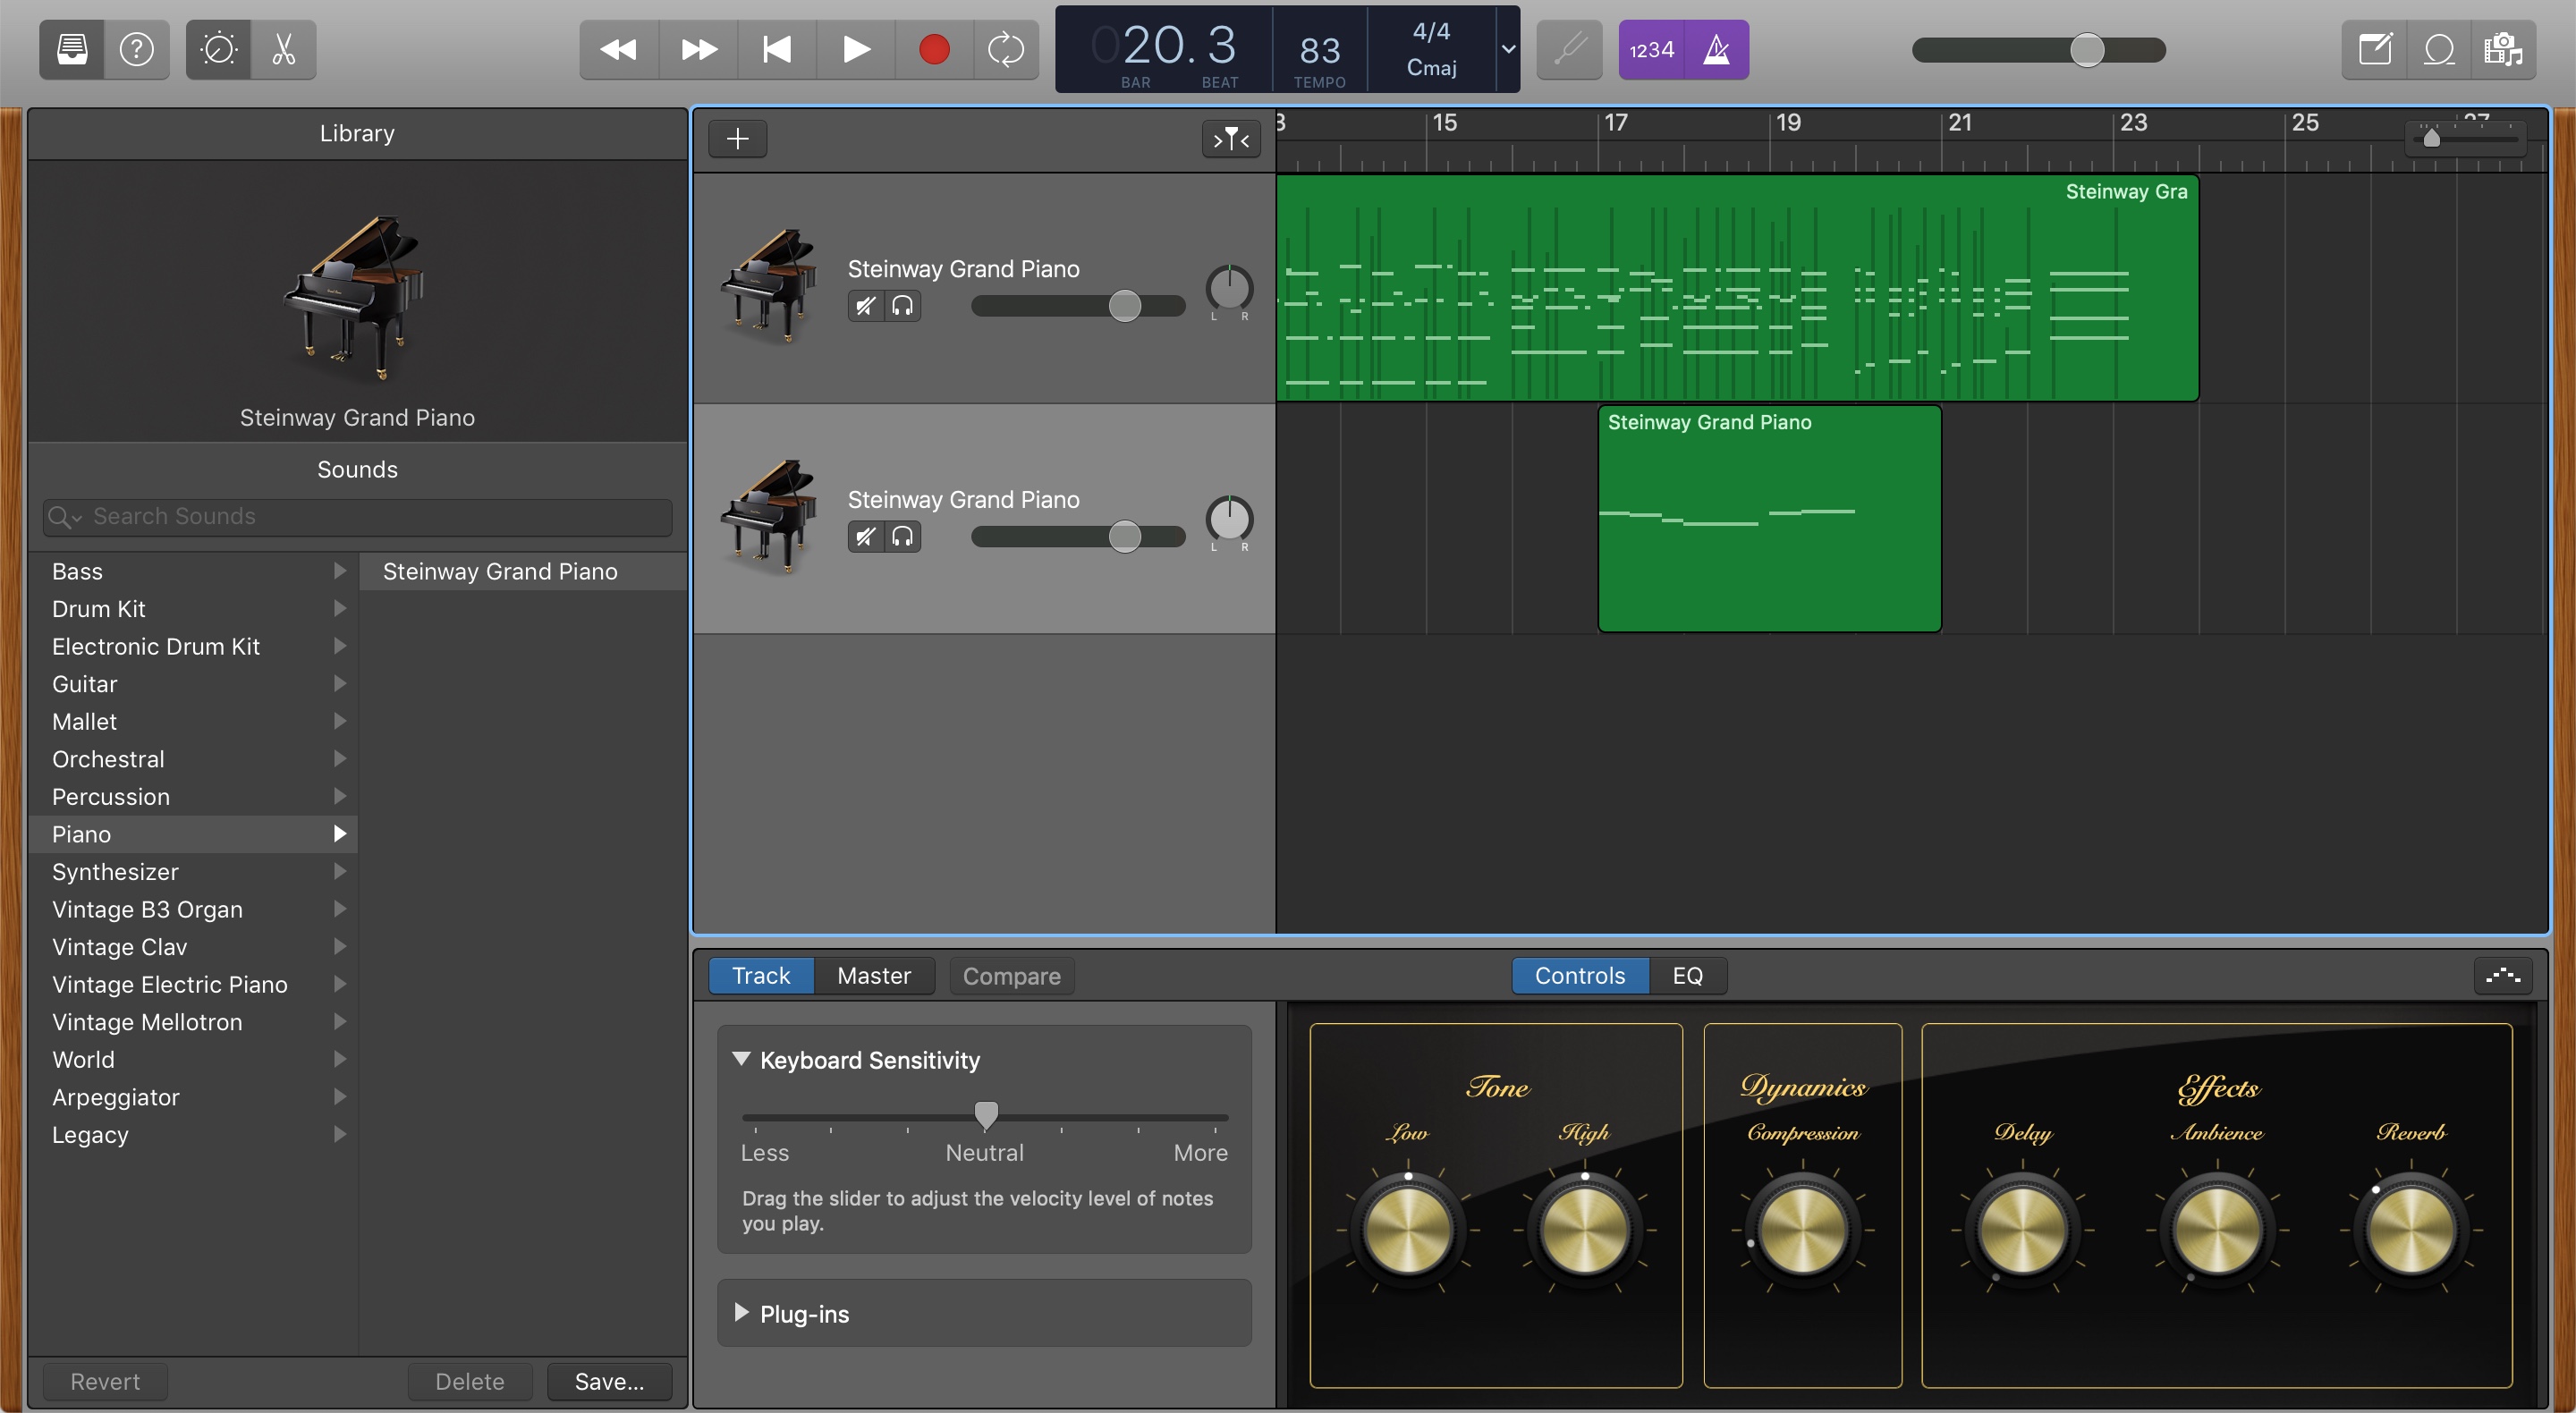 020.3
BAR
BEAT
83
TEMPO
4/4
Cmaj
1234
Library
Steinway Grand Piano
Sounds
Search Sounds
Bass
Drum Kit
Electronic Drum Kit
Guitar
Mallet
Orchestral
Percussion
Piano
Synthesizer
Vintage B3 Organ
Vintage Clav
Vintage Electric Piano
Vintage Mellotron
World
Arpeggiator
Legacy
Steinway Grand Piano
Revert
Delete
Save...
15
17
19
21
23
25
27
Steinway Grand Piano
L R
Steinway Gra
Steinway Grand Piano
L R
Steinway Grand Piano
Track
Master
Compare
Controls
EQ
Keyboard Sensitivity
Less
Neutral
More
Drag the slider to adjust the velocity level of notes
you play.
Plug-ins
Tone
Low
High
Dynamics
Compression
Effects
Delay
Ambience
Reverb